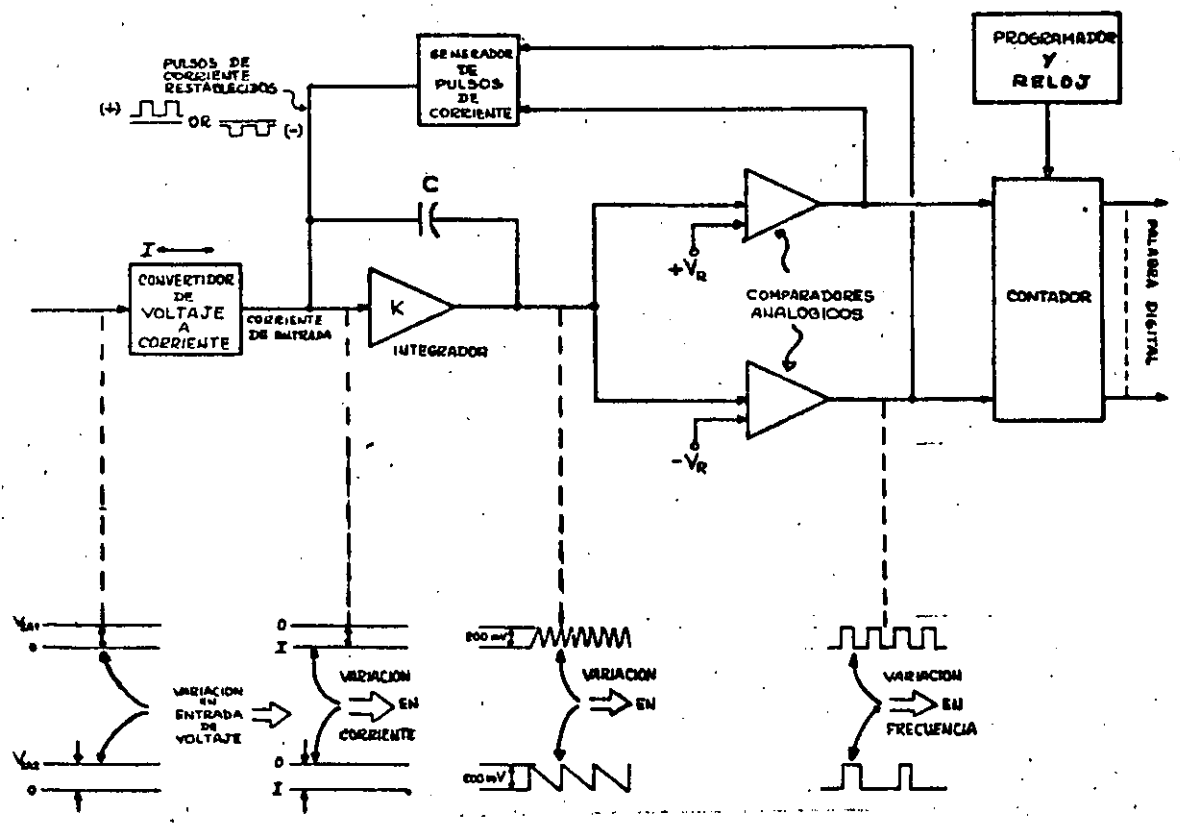 PROGRAMADOR
Y
RELOJ
GENERADOR
DE
PULSOS
DE
CORRIENTE
PULSOS DE
CORRIENTE
RESTABLECIDOS
(+)
OR
(-)
C
I
CONVERTIDOR
DE
VOLTAJE
A
CORRIENTE
CORRIENTE
DE ENTRADA
K
INTEGRADOR
+VR
COMPARADORES
ANALOGICOS
-VR
CONTADOR
PALABRA DIGITAL
0
0
I
200 mV
VARIACION
EN
ENTRADA
DE
VOLTAJE
VARIACION
EN
CORRIENTE
VARIACION
EN
VARIACION
EN
FRECUENCIA
0
0
I